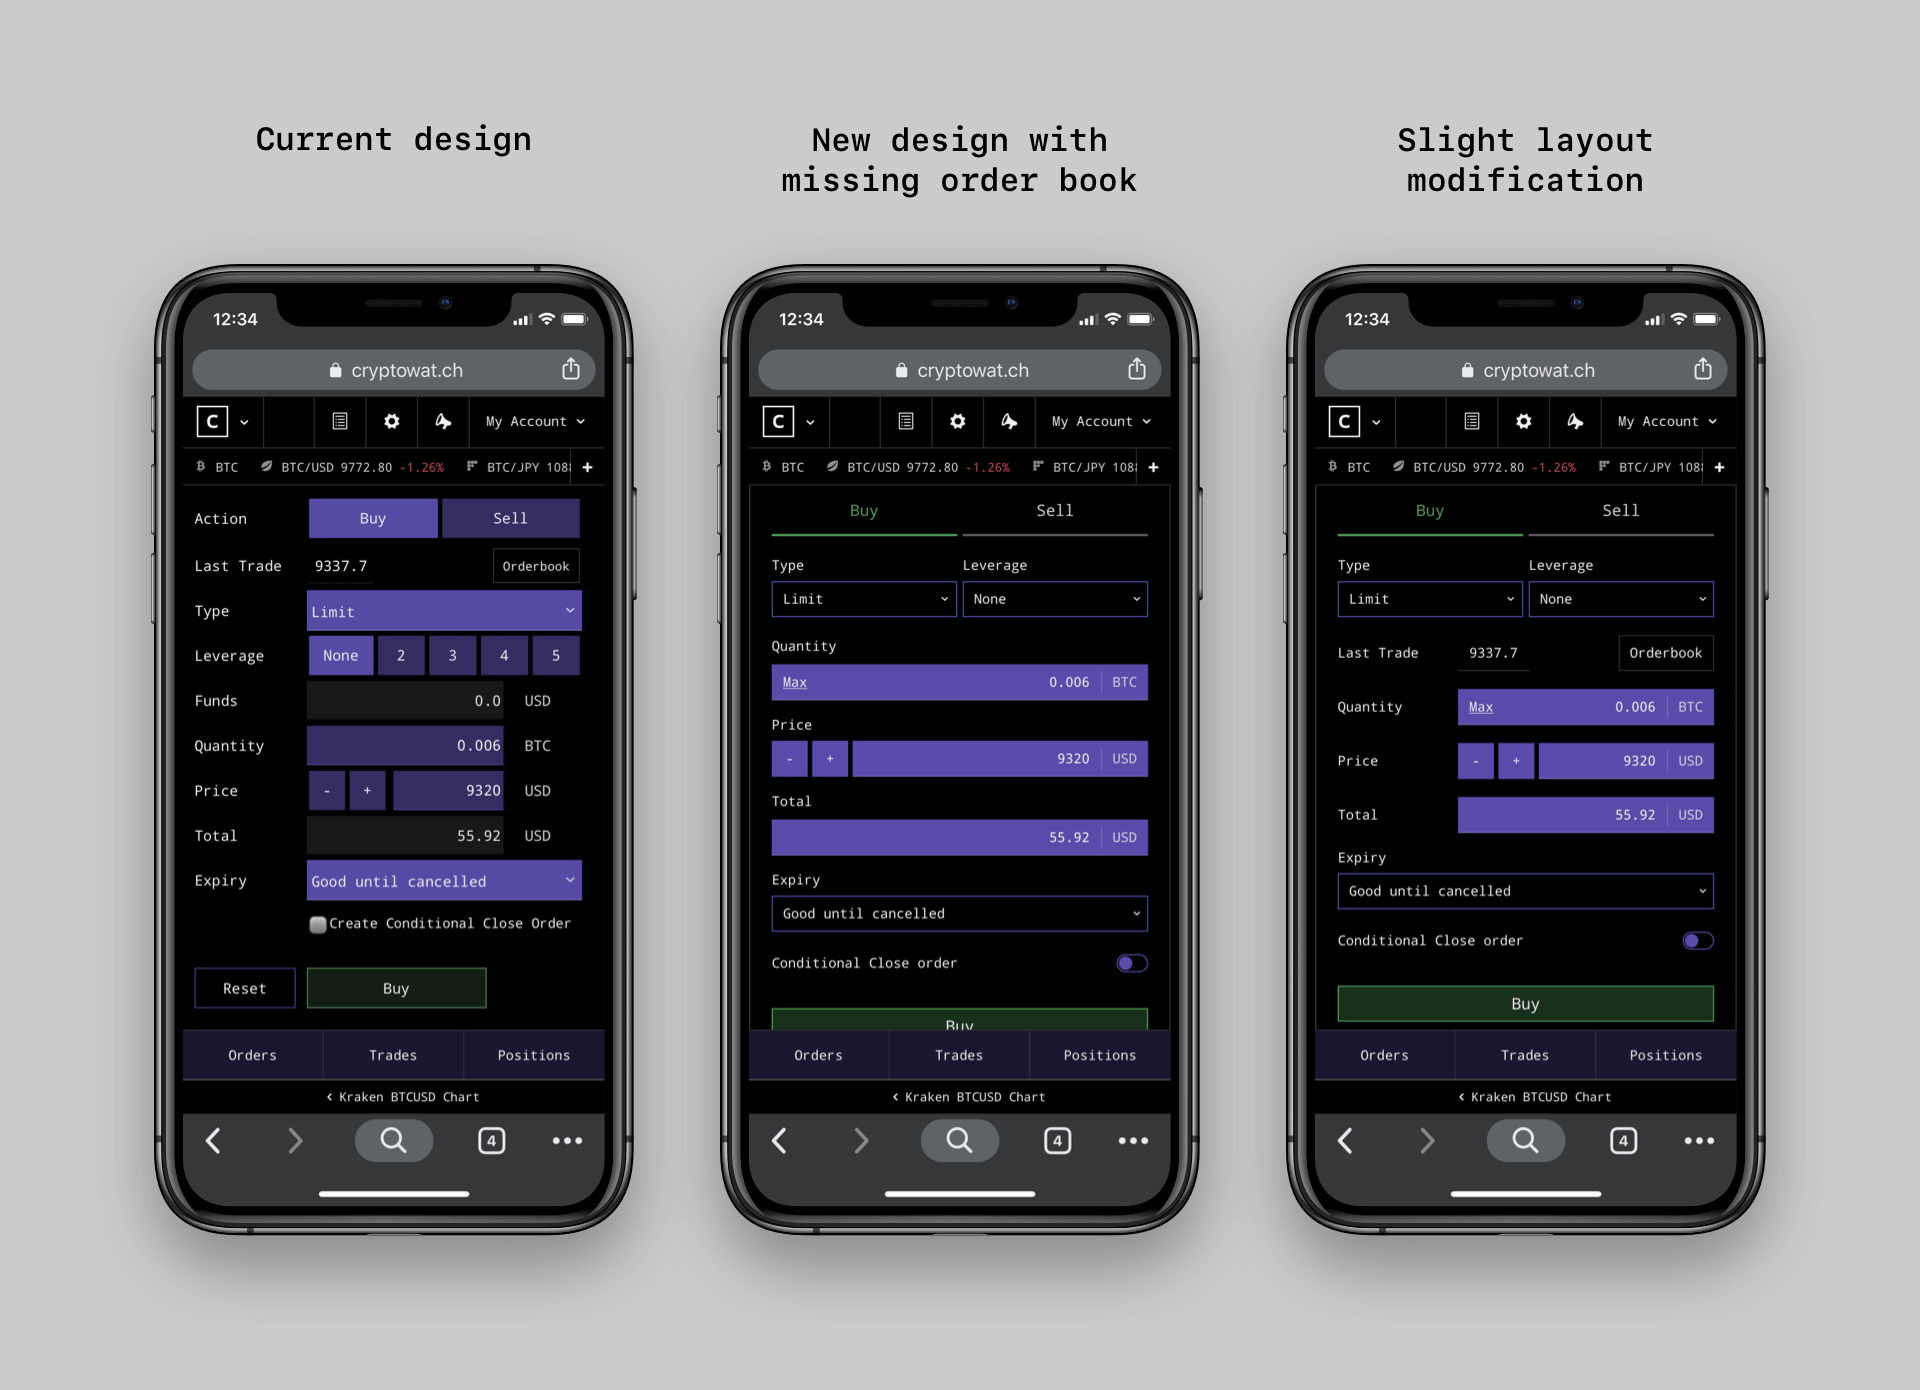 Current design
New design with
missing order book
Slight layout
modification
12:34
cryptowat.ch
C
My Account
BTC BTC/USD 9772.80 -1.26% BTC/JPY 108 +
Action Buy Sell
Last Trade 9337.7 Orderbook
Type Limit
Leverage None 2 3 4 5
Funds 0.0 USD
Quantity 0.006 BTC
Price - + 9320 USD
Total 55.92 USD
Expiry Good until cancelled
Create Conditional Close Order
Reset Buy
Orders Trades Positions
< Kraken BTCUSD Chart
4
12:34
cryptowat.ch
C
My Account
BTC BTC/USD 9772.80 -1.26% BTC/JPY 108 +
Buy Sell
Type Leverage
Limit None
Quantity
Max 0.006 BTC
Price
- + 9320 USD
Total
55.92 USD
Expiry
Good until cancelled
Conditional Close order
Buy
Orders Trades Positions
< Kraken BTCUSD Chart
4
12:34
cryptowat.ch
C
My Account
BTC BTC/USD 9772.80 -1.26% BTC/JPY 108 +
Buy Sell
Type Leverage
Limit None
Last Trade 9337.7 Orderbook
Quantity Max 0.006 BTC
Price - + 9320 USD
Total 55.92 USD
Expiry
Good until cancelled
Conditional Close order
Buy
Orders Trades Positions
< Kraken BTCUSD Chart
4